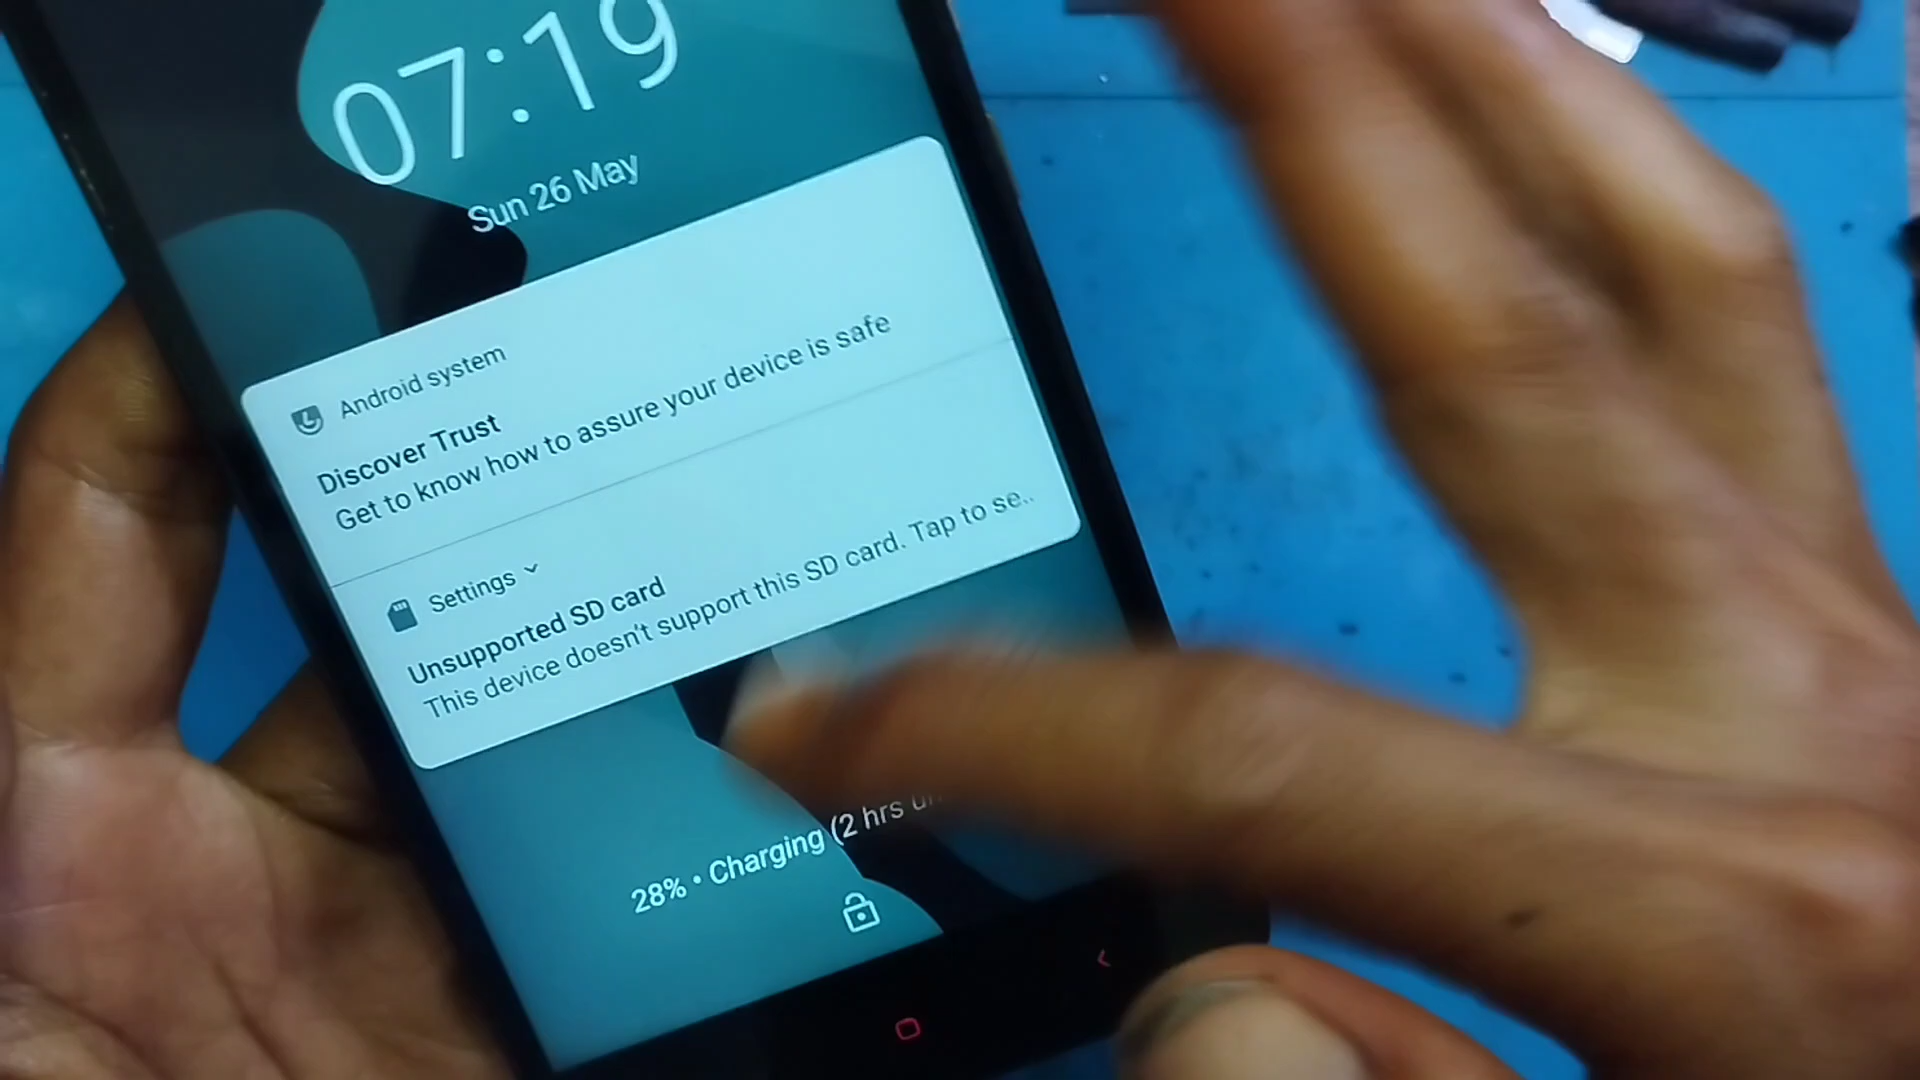 07:19
Sun 26 May
Android system
Discover Trust
Get to know how to assure your device is safe
Settings
Unsupported SD card
This device doesn't support this SD card. Tap to se..
28% • Charging (2 hrs